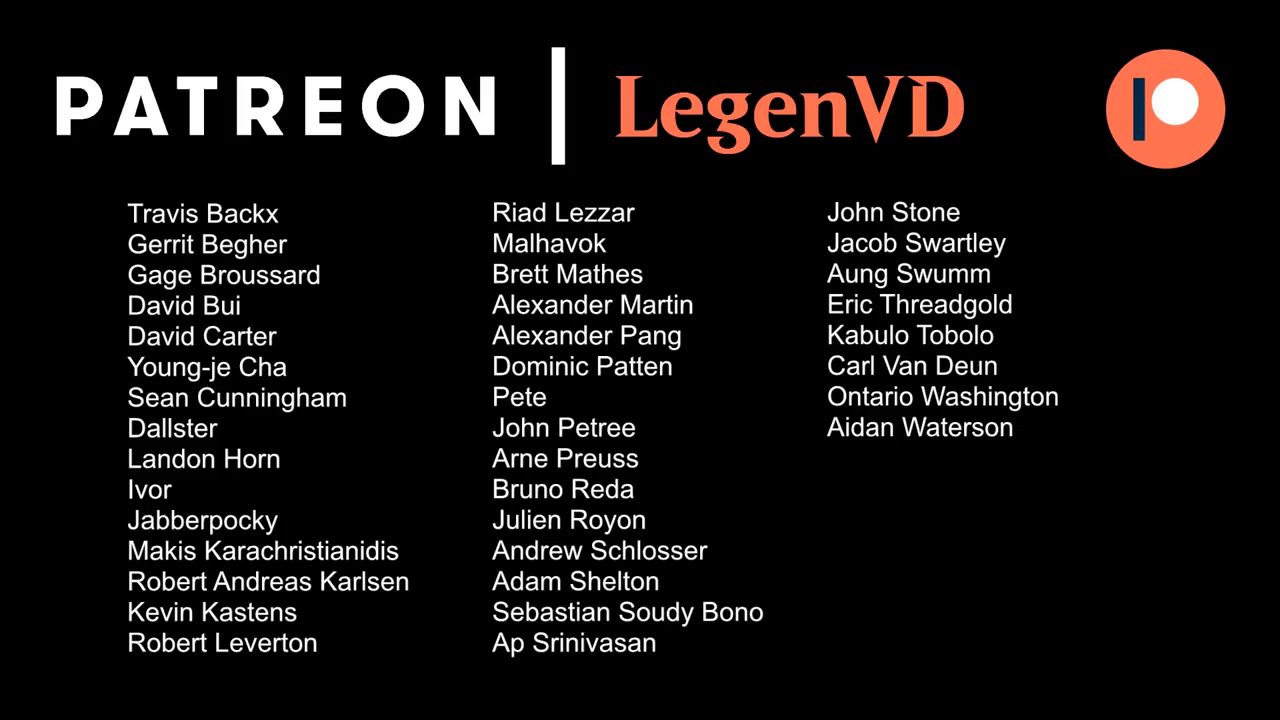 PATREON | LegenVD
Travis Backx
Gerrit Begher
Gage Broussard
David Bui
David Carter
Young-je Cha
Sean Cunningham
Dallster
Landon Horn
Ivor
Jabberpocky
Makis Karachristianidis
Robert Andreas Karlsen
Kevin Kastens
Robert Leverton
Riad Lezzar
Malhavok
Brett Mathes
Alexander Martin
Alexander Pang
Dominic Patten
Pete
John Petree
Arne Preuss
Bruno Reda
Julien Royon
Andrew Schlosser
Adam Shelton
Sebastian Soudy Bono
Ap Srinivasan
John Stone
Jacob Swartley
Aung Swumm
Eric Threadgold
Kabulo Tobolo
Carl Van Deun
Ontario Washington
Aidan Waterson